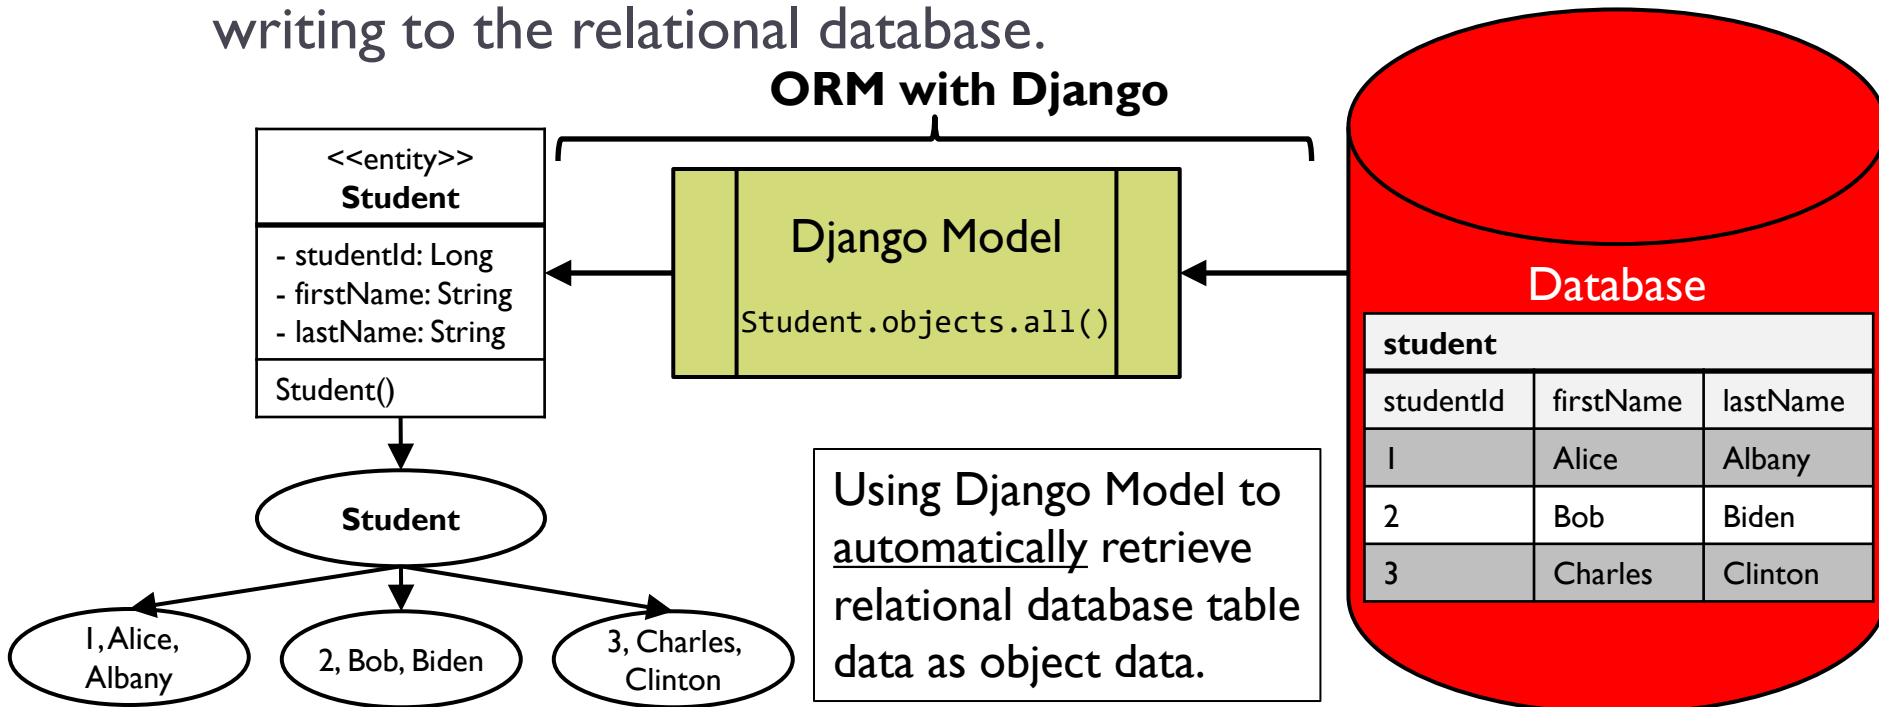 writing to the relational database.
ORM with Django
<<entity>>
Student
- studentId: Long
- firstName: String
- lastName: String
Student()
Django Model
Student.objects.all()
Database
student
studentId firstName lastName
1 Alice Albany
2 Bob Biden
3 Charles Clinton
Student
1, Alice,
Albany
2, Bob, Biden
3, Charles,
Clinton
Using Django Model to
automatically retrieve
relational database table
data as object data.